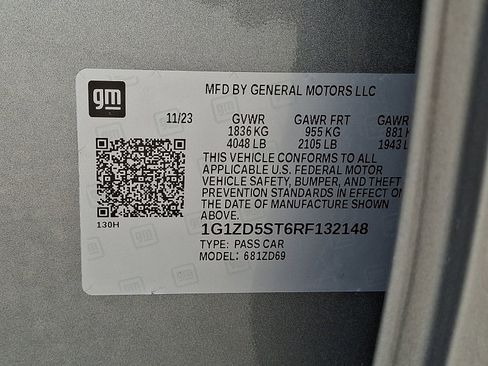 gm
MFD BY GENERAL MOTORS LLC
11/23 GVWR GAWR FRT GAWR
1836 KG 955 KG 881 K
4048 LB 2105 LB 1943 L
THIS VEHICLE CONFORMS TO ALL
APPLICABLE U.S. FEDERAL MOTOR
VEHICLE SAFETY, BUMPER, AND THEFT
PREVENTION STANDARDS IN EFFECT ON
THE DATE OF MANUFACTURE SHOWN
ABOVE.
130H
1G1ZD5ST6RF132148
TYPE: PASS CAR
MODEL: 681ZD69